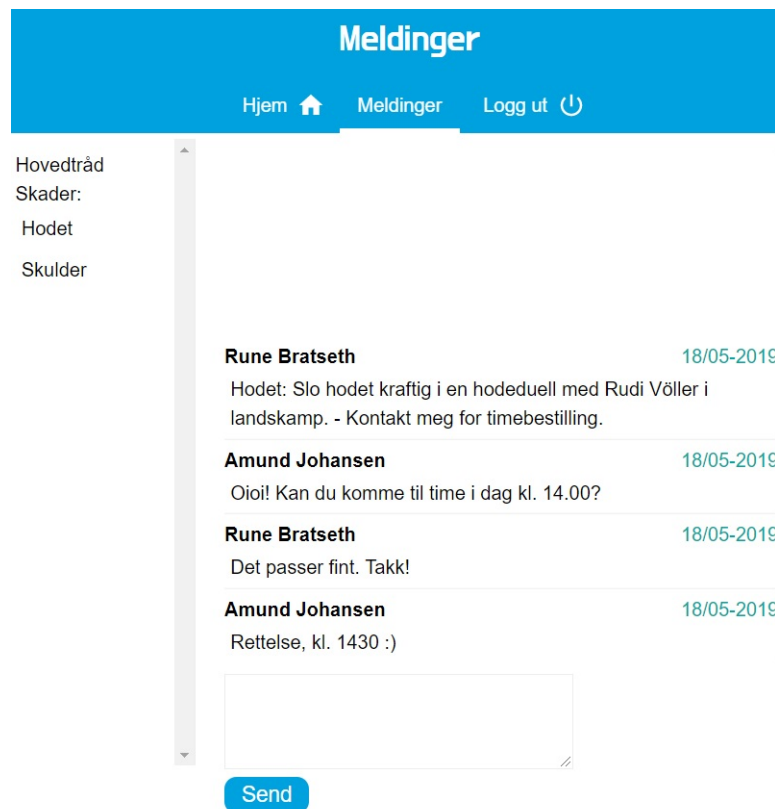 Meldinger
Hjem Meldinger Logg ut
Hovedtråd
Skader:
Hodet
Skulder
Rune Bratseth 18/05-2019
Hodet: Slo hodet kraftig i en hodeduell med Rudi Völler i
landskamp. - Kontakt meg for timebestilling.
Amund Johansen 18/05-2019
Oioi! Kan du komme til time i dag kl. 14.00?
Rune Bratseth 18/05-2019
Det passer fint. Takk!
Amund Johansen 18/05-2019
Rettelse, kl. 1430 :)
Send